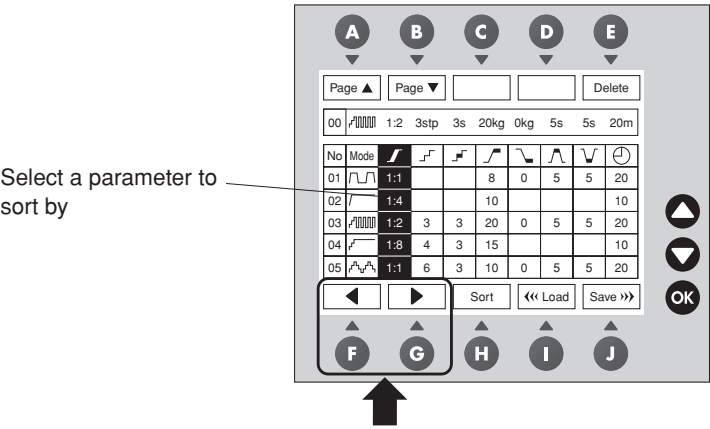 A B C D E
Page ▲ Page ▼ Delete
00 1:2 3stp 3s 20kg 0kg 5s 5s 20m
No Mode
01 1:1 8 0 5 5 20
Select a parameter to
sort by
02 1:4 10 10
03 1:2 3 3 20 0 5 5 20
04 1:8 4 3 15 10
05 1:1 6 3 10 0 5 5 20
◀ ▶ Sort ⟨⟨⟨ Load Save ⟩⟩⟩
OK
F G H I J